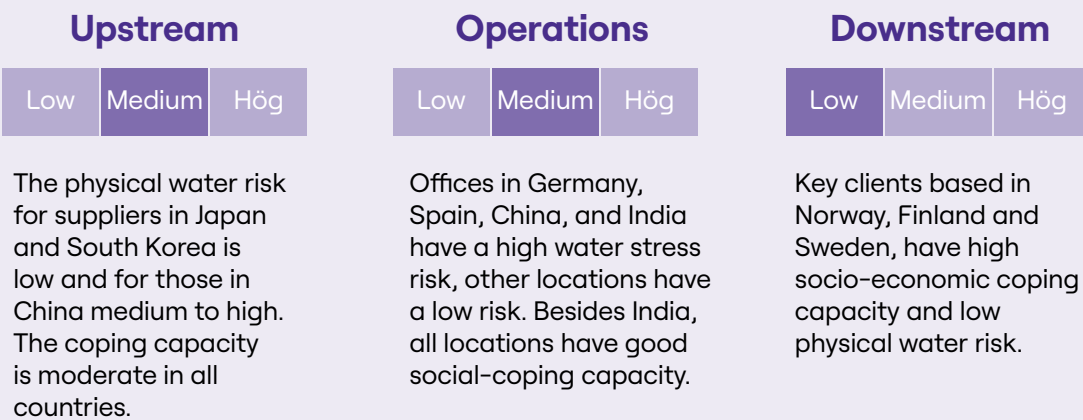 Upstream
Low Medium Hög
The physical water risk
for suppliers in Japan
and South Korea is
low and for those in
China medium to high.
The coping capacity
is moderate in all
countries.
Operations
Low Medium Hög
Offices in Germany,
Spain, China, and India
have a high water stress
risk, other locations have
a low risk. Besides India,
all locations have good
social-coping capacity.
Downstream
Low Medium Hög
Key clients based in
Norway, Finland and
Sweden, have high
socio-economic coping
capacity and low
physical water risk.